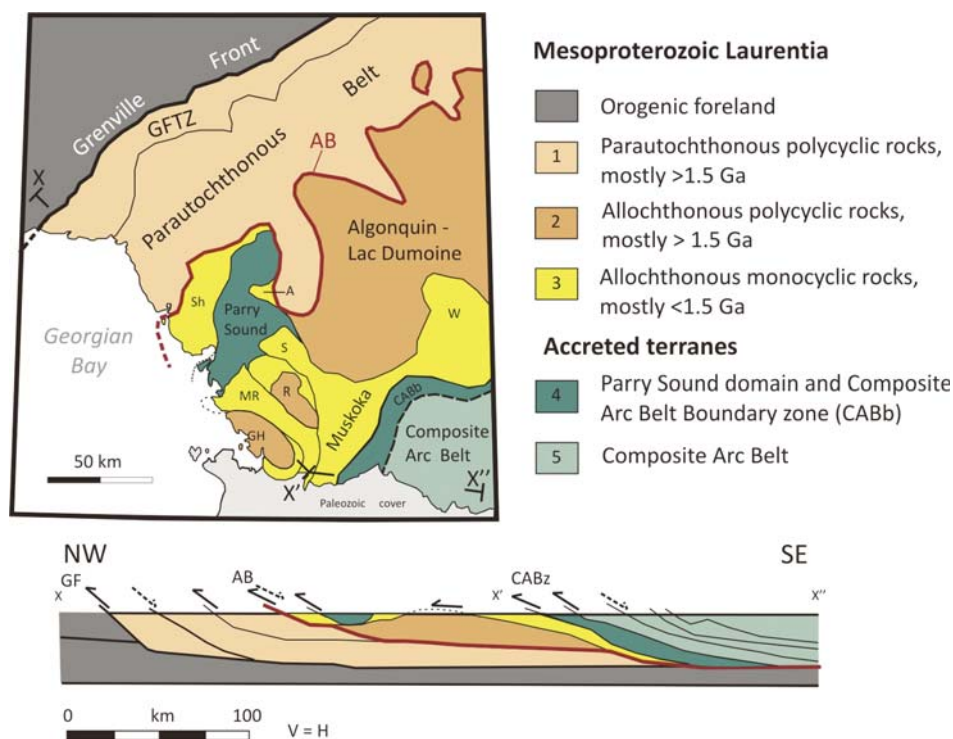 Grenville Front
GFTZ
Parautochthonous Belt
AB
X
Algonquin -
Lac Dumoine
Sh
A
Parry
Sound
W
S
MR
R
GH
Muskoka
CABb
Composite
Arc Belt
Georgian
Bay
50 km
X'
X''
Paleozoic cover
Mesoproterozoic Laurentia
Orogenic foreland
1 Parautochthonous polycyclic rocks,
mostly >1.5 Ga
2 Allochthonous polycyclic rocks,
mostly > 1.5 Ga
3 Allochthonous monocyclic rocks,
mostly <1.5 Ga
Accreted terranes
4 Parry Sound domain and Composite
Arc Belt Boundary zone (CABb)
5 Composite Arc Belt
NW
SE
GF
AB
CABz
X
X'
X''
0 km 100
V = H